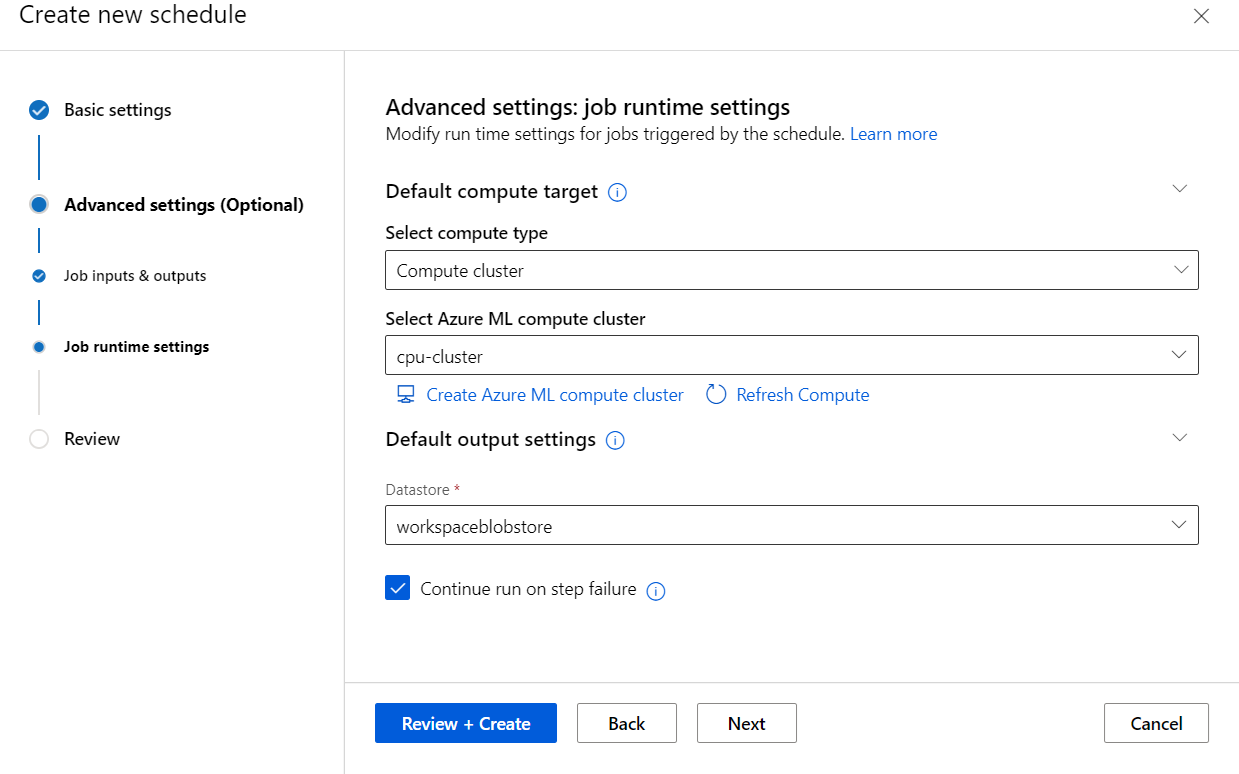 Create new schedule
Basic settings
Advanced settings (Optional)
Job inputs & outputs
Job runtime settings
Review
Advanced settings: job runtime settings
Modify run time settings for jobs triggered by the schedule. Learn more
Default compute target
Select compute type
Compute cluster
Select Azure ML compute cluster
cpu-cluster
Create Azure ML compute cluster Refresh Compute
Default output settings
Datastore *
workspaceblobstore
Continue run on step failure
Review + Create Back Next Cancel